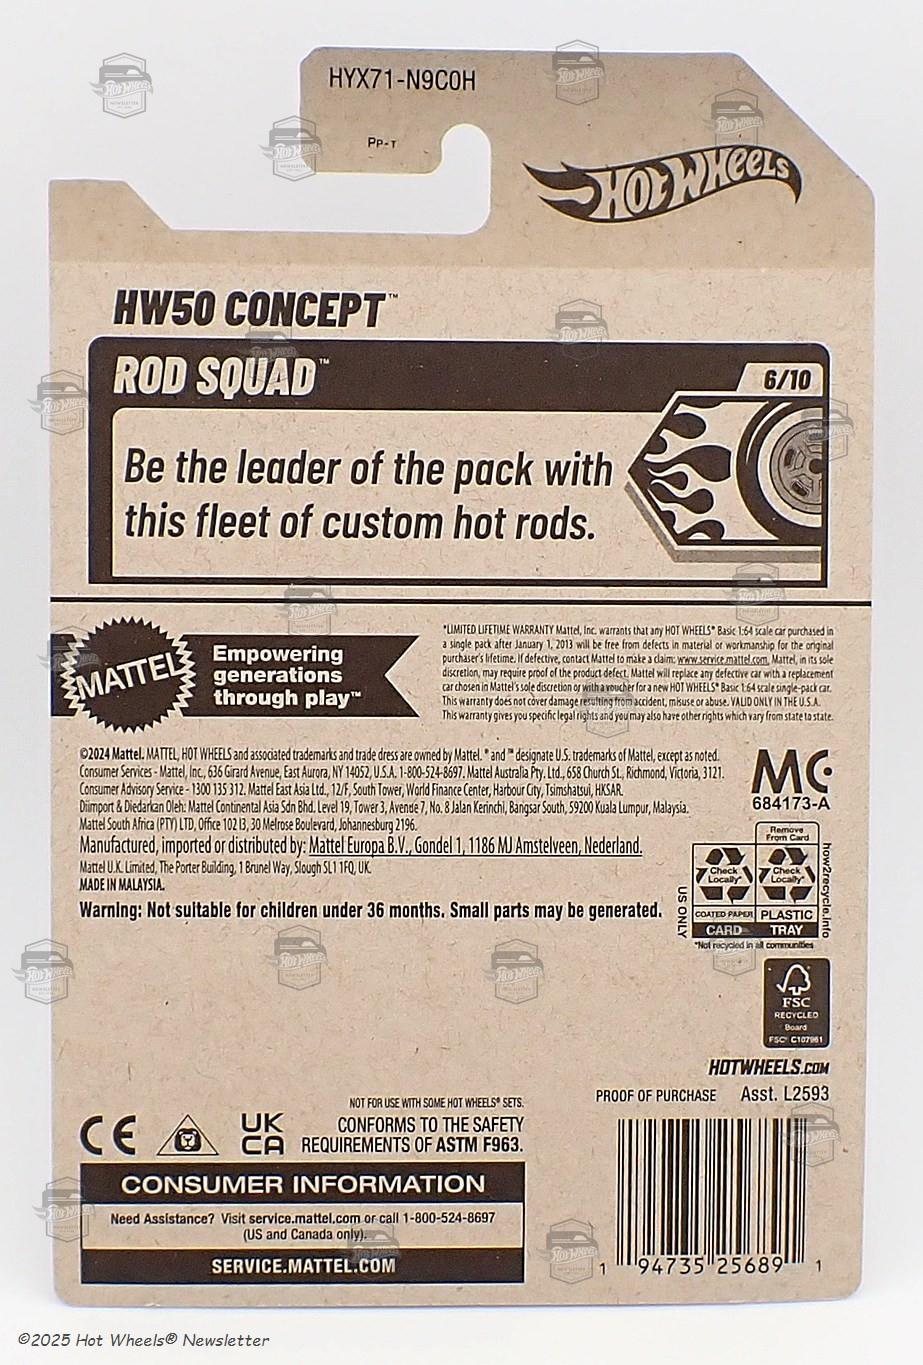 HYX71-N9C0H
PP-T
HOT WHEELS
HW50 CONCEPT™
ROD SQUAD™
6/10
Be the leader of the pack with
this fleet of custom hot rods.
MATTEL
Empowering
generations
through play™
*LIMITED LIFETIME WARRANTY Mattel, Inc. warrants that any HOT WHEELS® Basic 1:64 scale car purchased in
a single pack after January 1, 2013 will be free from defects in material or workmanship for the original
purchaser's lifetime. If defective, contact Mattel to make a claim: www.service.mattel.com. Mattel, in its sole
discretion, may require proof of the product defect. Mattel will replace any defective car with a replacement
car chosen in Mattel's sole discretion or with a voucher for a new HOT WHEELS® Basic 1:64 scale single-pack car.
This warranty does not cover damage resulting from accident, misuse or abuse. VALID ONLY IN THE U.S.A.
This warranty gives you specific legal rights and you may also have other rights which vary from state to state.
©2024 Mattel. MATTEL, HOT WHEELS and associated trademarks and trade dress are owned by Mattel. ® and ™ designate U.S. trademarks of Mattel, except as noted.
Consumer Services - Mattel, Inc., 636 Girard Avenue, East Aurora, NY 14052, U.S.A. 1-800-524-8697. Mattel Australia Pty. Ltd., 658 Church St., Richmond, Victoria, 3121.
Consumer Advisory Service - 1300 135 312. Mattel East Asia Ltd., 12/F, South Tower, World Finance Center, Harbour City, Tsimshatsui, HKSAR.
Diimport & Diedarkan Oleh: Mattel Continental Asia Sdn Bhd. Level 19, Tower 3, Avenue 7, No. 8 Jalan Kerinchi, Bangsar South, 59200 Kuala Lumpur, Malaysia.
Mattel South Africa (PTY) LTD, Office 102 I3, 30 Melrose Boulevard, Johannesburg 2196.
Manufactured, imported or distributed by: Mattel Europa B.V., Gondel 1, 1186 MJ Amstelveen, Nederland.
Mattel U.K. Limited, The Porter Building, 1 Brunel Way, Slough SL1 1FQ, UK.
MADE IN MALAYSIA.
Warning: Not suitable for children under 36 months. Small parts may be generated.
MC
684173-A
Remove
From Card
Check
Locally*
Check
Locally*
COATED PAPER
PLASTIC
CARD
TRAY
US ONLY
how2recycle.info
*Not recycled in all communities
FSC
RECYCLED
Board
FSC® C107961
HOTWHEELS.COM
PROOF OF PURCHASE Asst. L2593
NOT FOR USE WITH SOME HOT WHEELS® SETS.
CE
UK
CA
CONFORMS TO THE SAFETY
REQUIREMENTS OF ASTM F963.
CONSUMER INFORMATION
Need Assistance? Visit service.mattel.com or call 1-800-524-8697
(US and Canada only).
SERVICE.MATTEL.COM
1 94735 25689 1
©2025 Hot Wheels® Newsletter